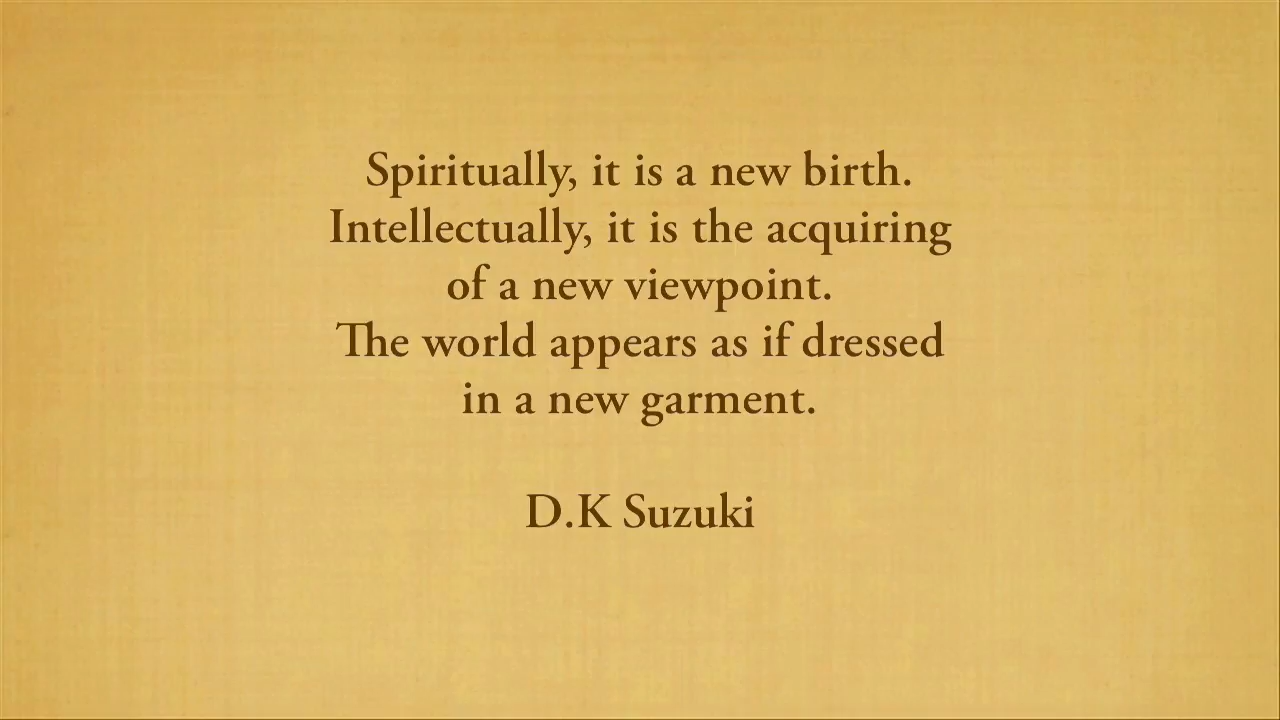 Spiritually, it is a new birth.
Intellectually, it is the acquiring
of a new viewpoint.
The world appears as if dressed
in a new garment.
D.K Suzuki